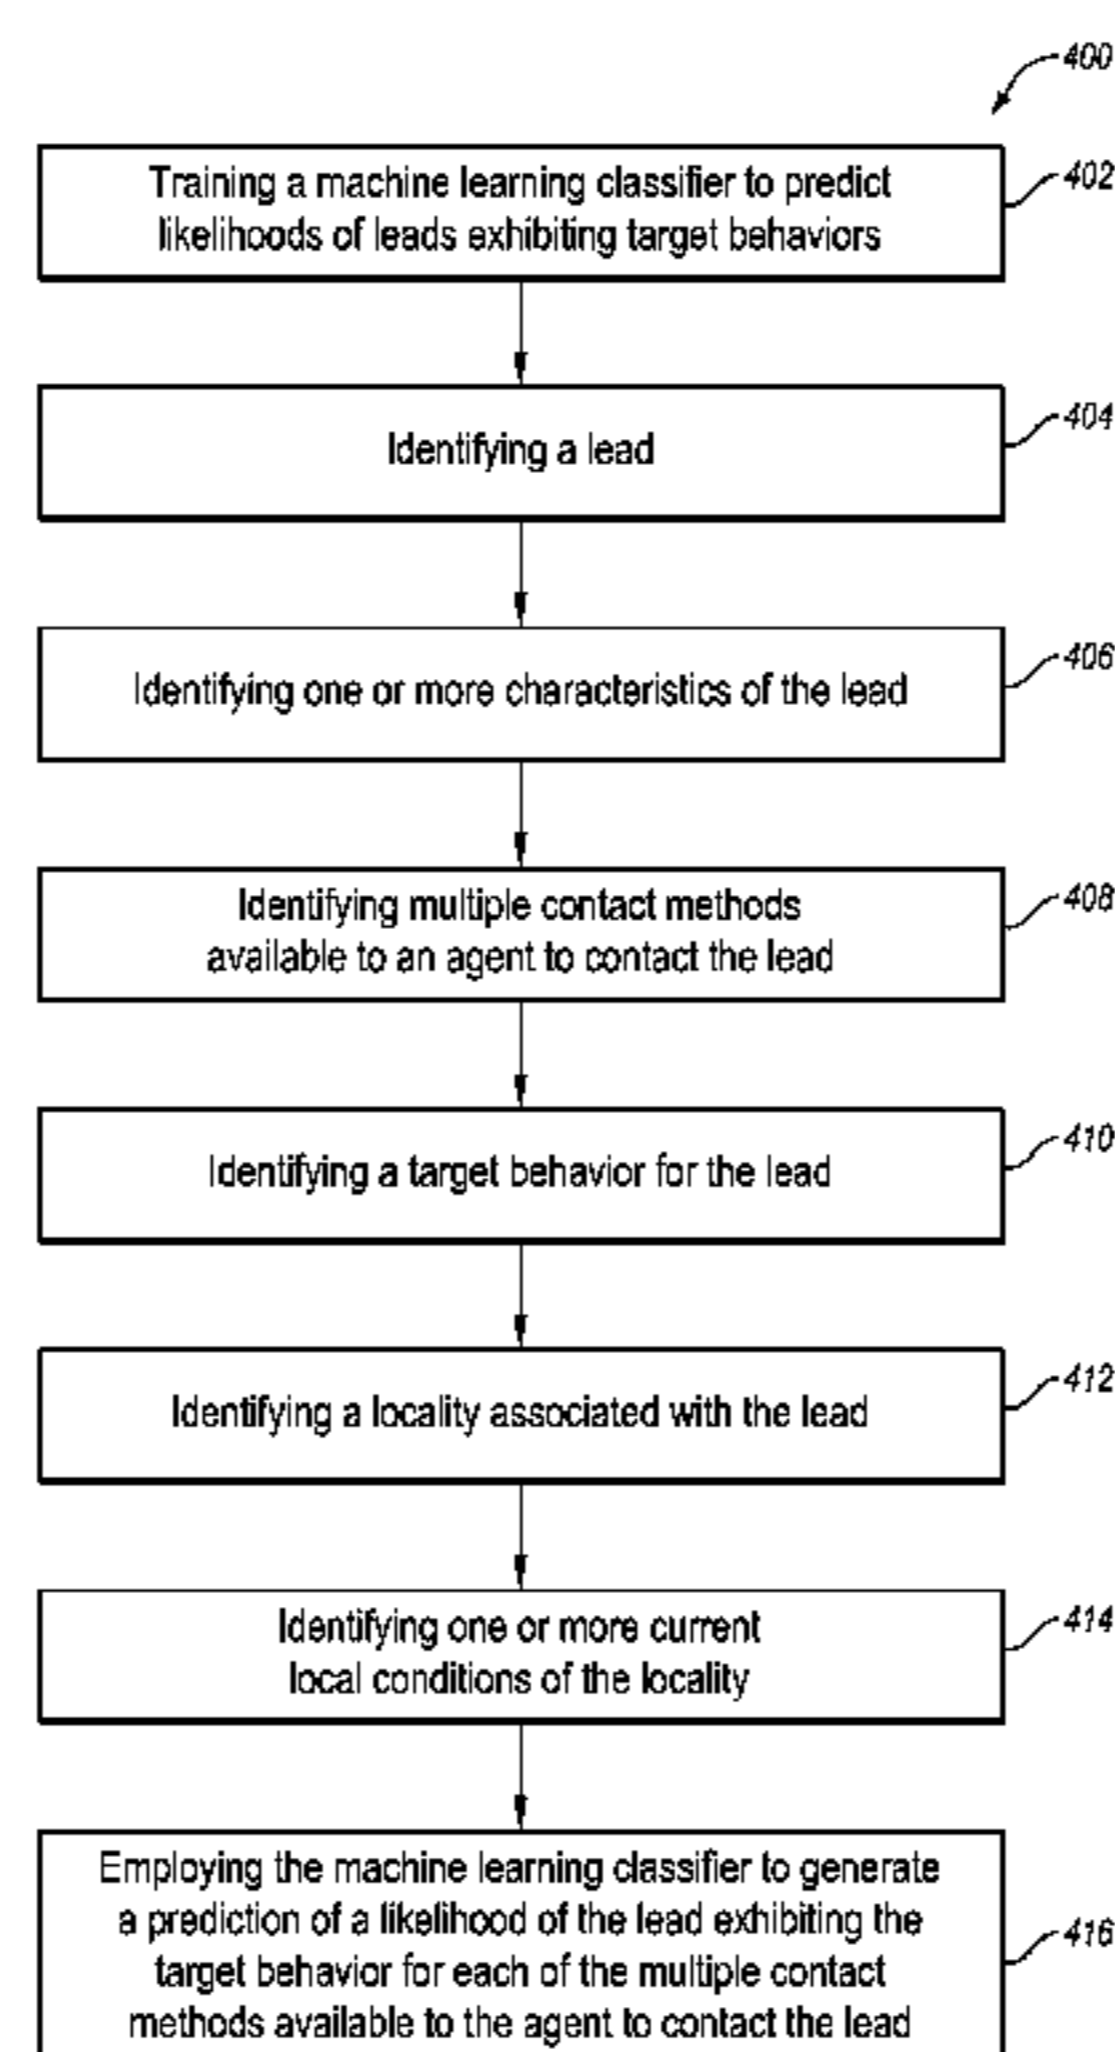 400
Training a machine learning classifier to predict
likelihoods of leads exhibiting target behaviors
402
Identifying a lead
404
Identifying one or more characteristics of the lead
406
Identifying multiple contact methods
available to an agent to contact the lead
408
Identifying a target behavior for the lead
410
Identifying a locality associated with the lead
412
Identifying one or more current
local conditions of the locality
414
Employing the machine learning classifier to generate
a prediction of a likelihood of the lead exhibiting the
target behavior for each of the multiple contact
methods available to the agent to contact the lead
416